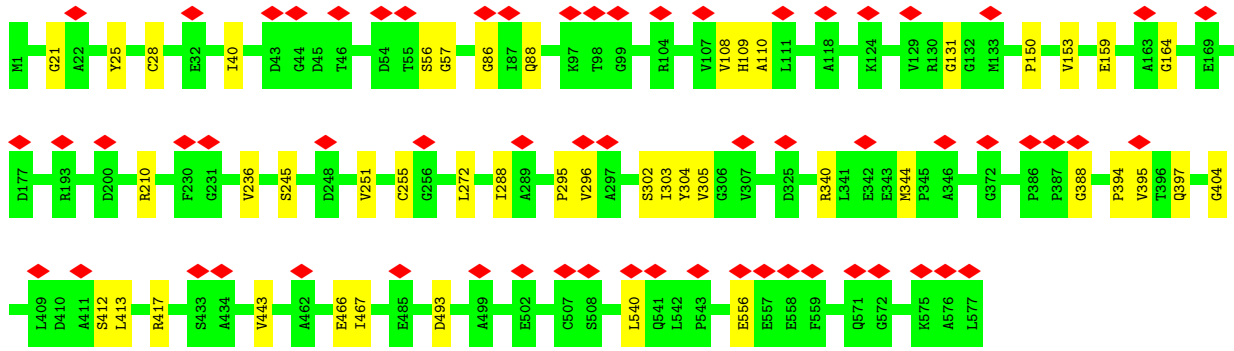 M1 G21 A22 Y25 C28 E32 I40 D43 G44 D45 T46 D54 T55 S56 G57 G86 I87 Q88 K97 T98 G99 R104 V107 V108 H109 A110 L111 A118 K124 V129 R130 G131 G132 M133 P150 V153 E159 A163 G164 E169
D177 R193 D200 R210 F230 G231 V236 S245 D248 V251 C255 G256 L272 I288 A289 P295 V296 A297 S302 I303 Y304 V305 G306 V307 D325 R340 L341 E342 E343 M344 P345 A346 G372 P386 P387 G388 P394 V395 T396 Q397 G404
L409 D410 A411 S412 L413 R417 S433 A434 V443 A462 E466 I467 E485 D493 A499 E502 C507 S508 L540 Q541 L542 P543 E556 E557 E558 F559 Q571 G572 K575 A576 L577